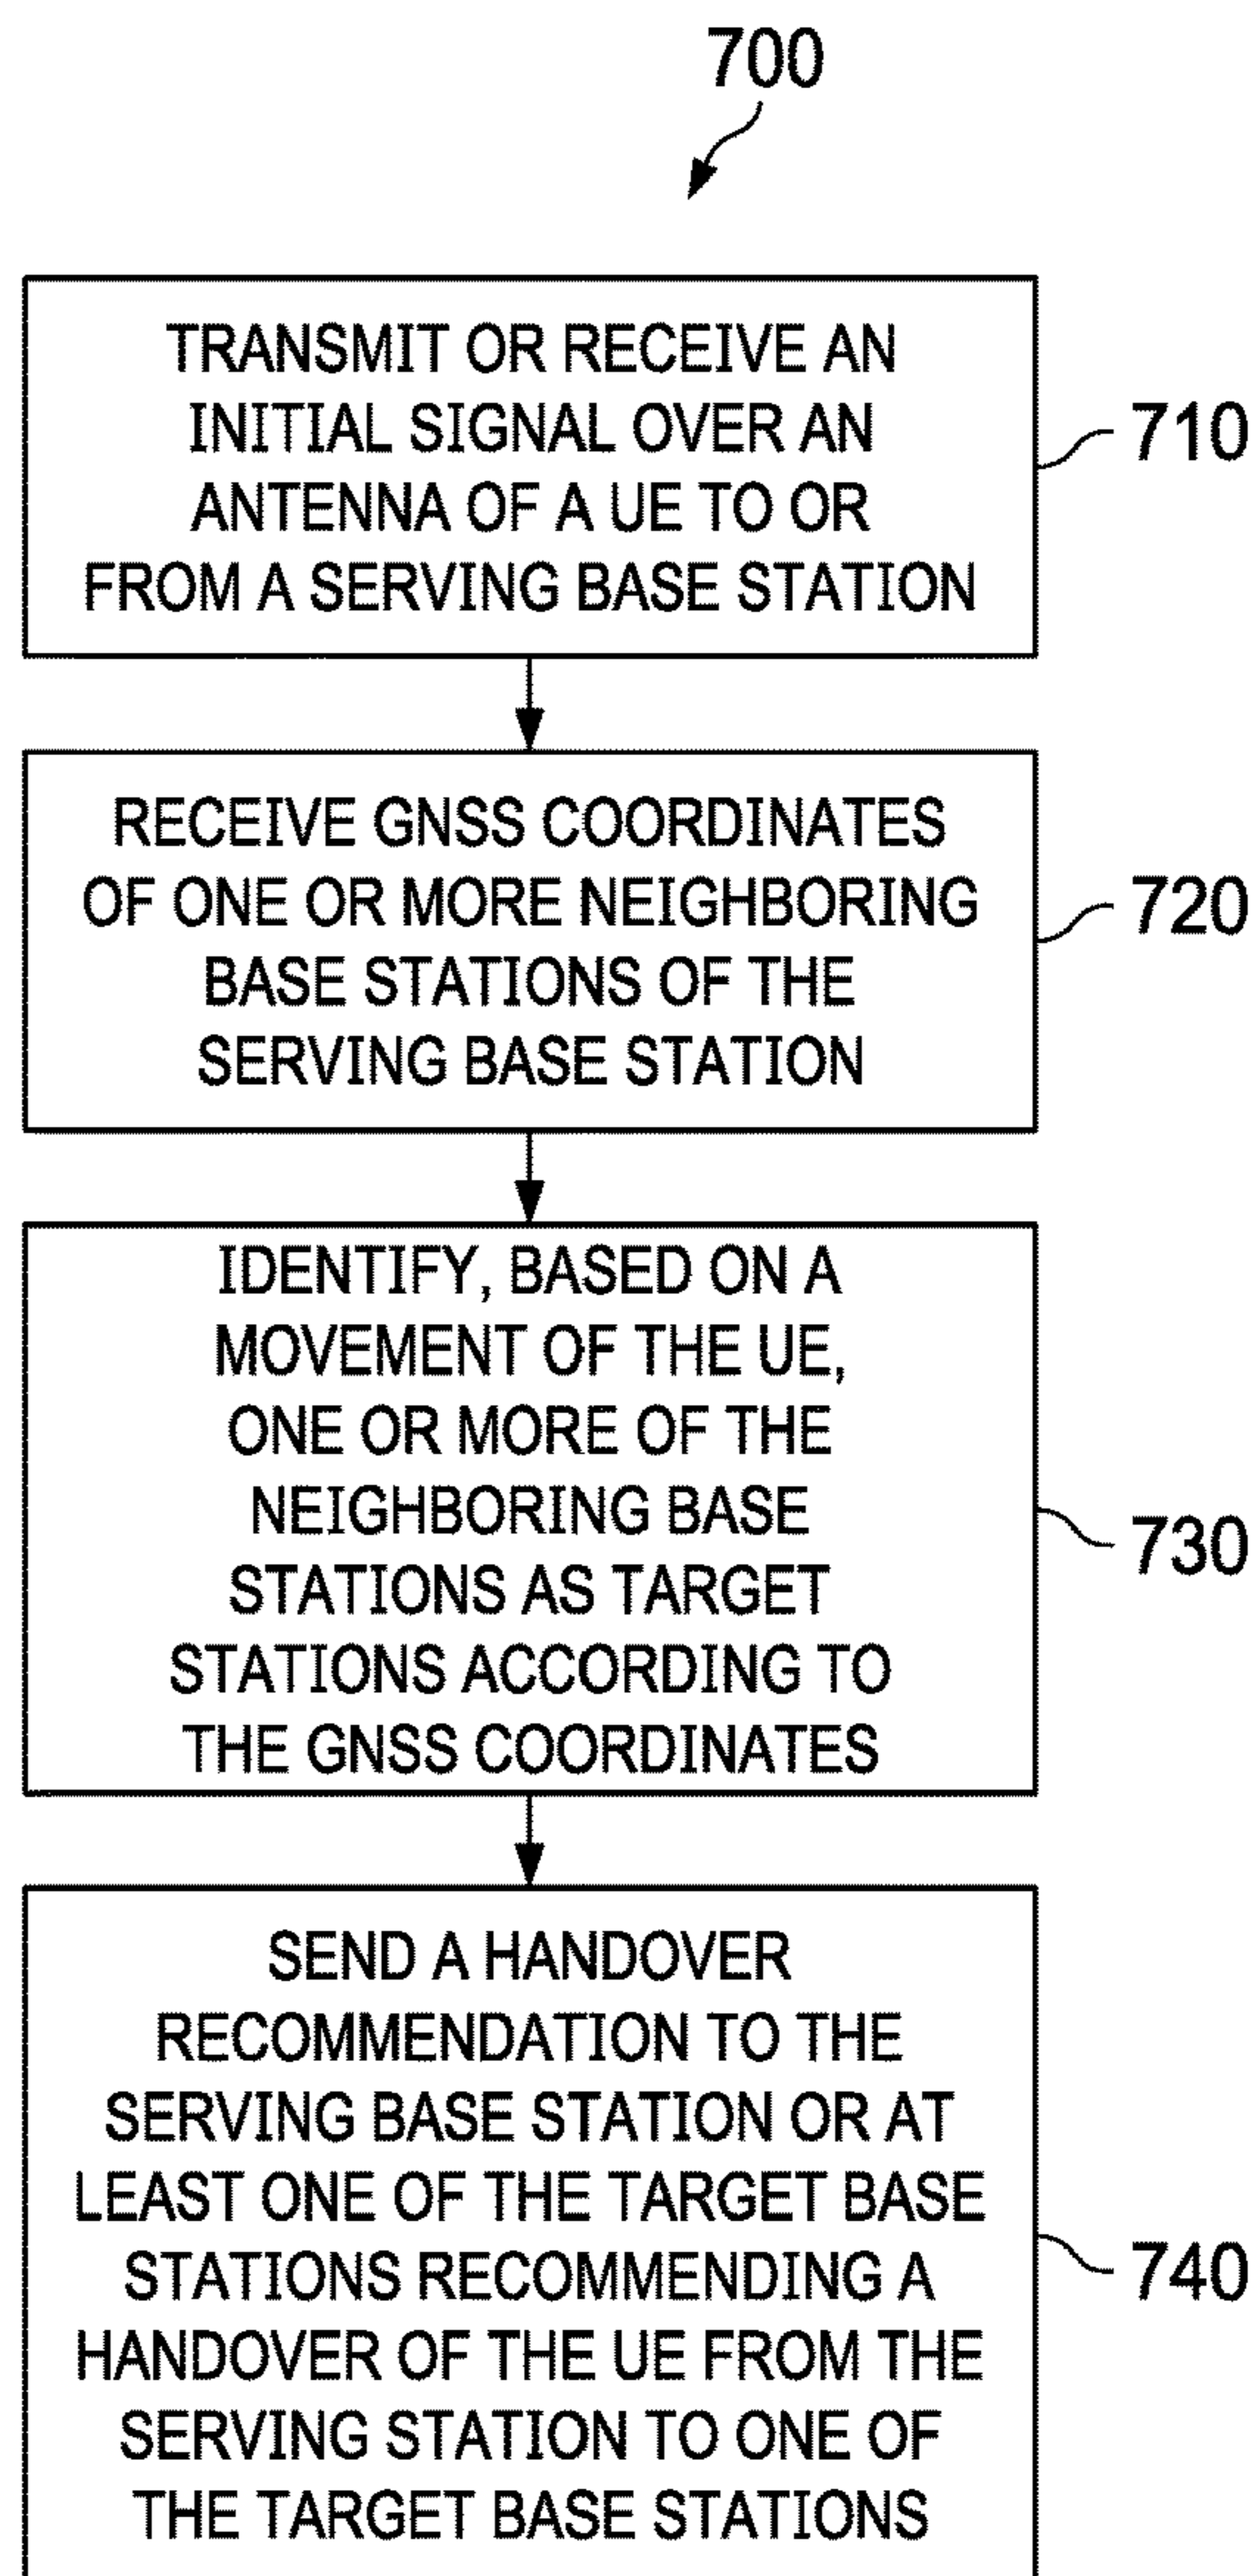 700
TRANSMIT OR RECEIVE AN
INITIAL SIGNAL OVER AN
ANTENNA OF A UE TO OR
FROM A SERVING BASE STATION
710
RECEIVE GNSS COORDINATES
OF ONE OR MORE NEIGHBORING
BASE STATIONS OF THE
SERVING BASE STATION
720
IDENTIFY, BASED ON A
MOVEMENT OF THE UE,
ONE OR MORE OF THE
NEIGHBORING BASE
STATIONS AS TARGET
STATIONS ACCORDING TO
THE GNSS COORDINATES
730
SEND A HANDOVER
RECOMMENDATION TO THE
SERVING BASE STATION OR AT
LEAST ONE OF THE TARGET BASE
STATIONS RECOMMENDING A
HANDOVER OF THE UE FROM THE
SERVING STATION TO ONE OF
THE TARGET BASE STATIONS
740